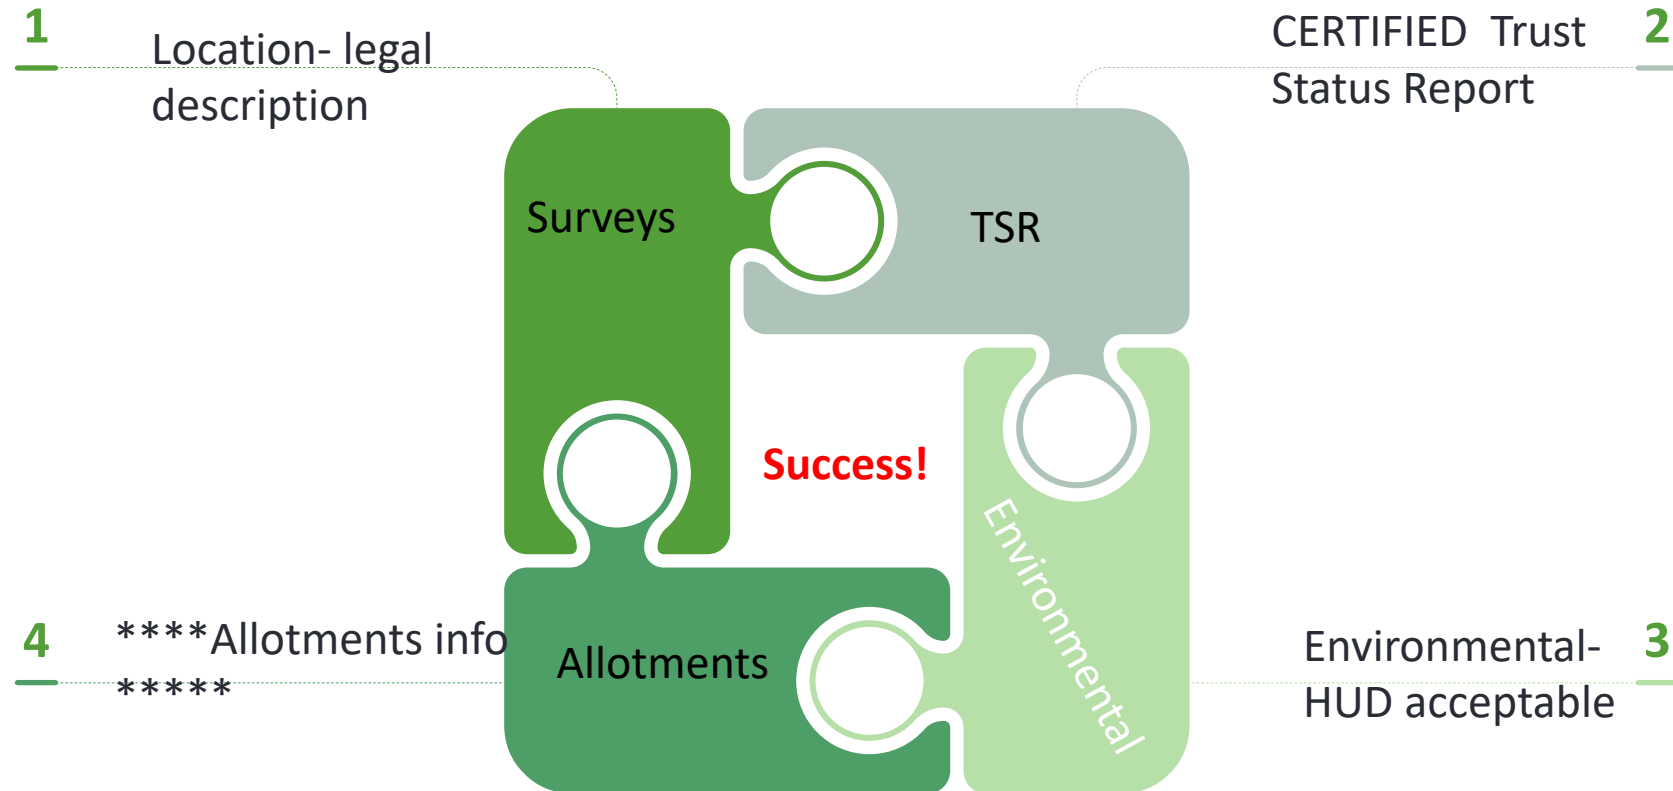 1
Location- legal
description
CERTIFIED  Trust
Status Report
2
Surveys
TSR
Success!
Environmental
4
****Allotments info
*****
Allotments
Environmental-
HUD acceptable
3